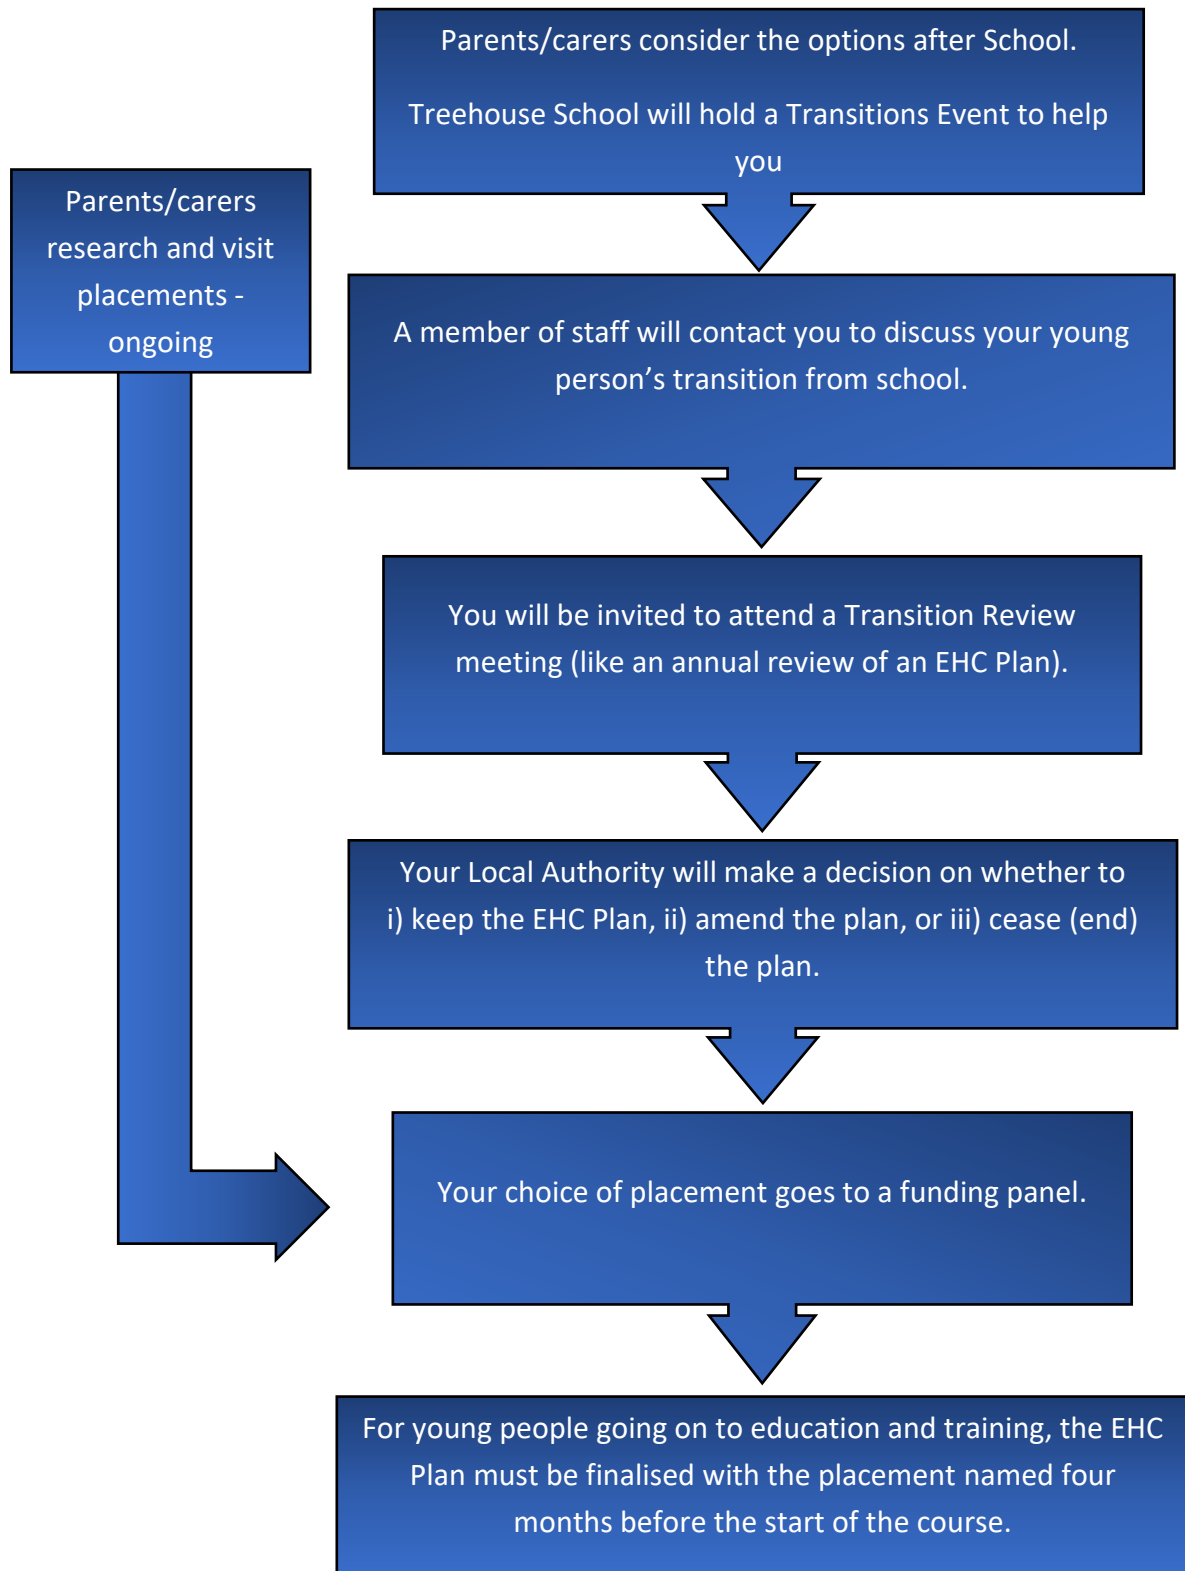 Parents/carers consider the options after School.
Treehouse School will hold a Transitions Event to help
you
Parents/carers
research and visit
placements -
ongoing
A member of staff will contact you to discuss your young
person’s transition from school.
You will be invited to attend a Transition Review
meeting (like an annual review of an EHC Plan).
Your Local Authority will make a decision on whether to
i) keep the EHC Plan, ii) amend the plan, or iii) cease (end)
the plan.
Your choice of placement goes to a funding panel.
For young people going on to education and training, the EHC
Plan must be finalised with the placement named four
months before the start of the course.